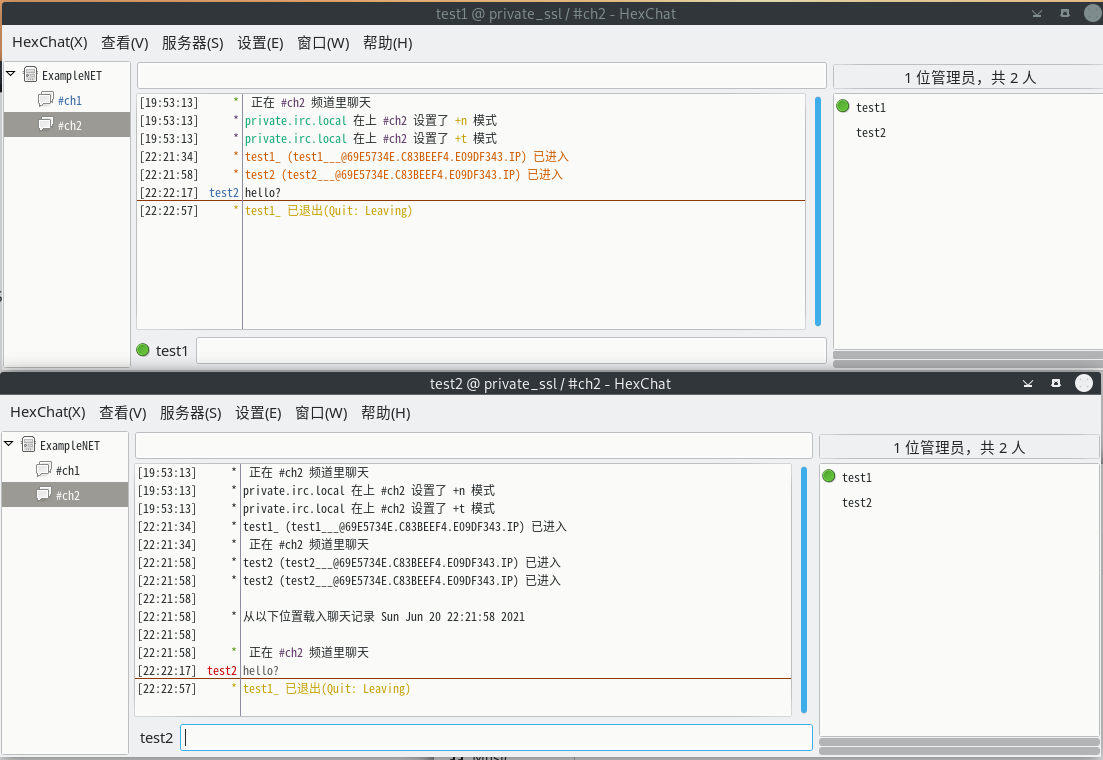 test1 @ private_ssl / #ch2 - HexChat
HexChat(X) 查看(V) 服务器(S) 设置(E) 窗口(W) 帮助(H)
ExampleNET
#ch1
#ch2
1 位管理员，共 2 人
test1
test2
[19:53:13] * 正在 #ch2 频道里聊天
[19:53:13] * private.irc.local 在上 #ch2 设置了 +n 模式
[19:53:13] * private.irc.local 在上 #ch2 设置了 +t 模式
[22:21:34] * test1_ (test1___@69E5734E.C83BEEF4.E09DF343.IP) 已进入
[22:21:58] * test2 (test2___@69E5734E.C83BEEF4.E09DF343.IP) 已进入
[22:22:17] test2 hello?
[22:22:57] * test1_ 已退出(Quit: Leaving)
test1
test2 @ private_ssl / #ch2 - HexChat
HexChat(X) 查看(V) 服务器(S) 设置(E) 窗口(W) 帮助(H)
ExampleNET
#ch1
#ch2
1 位管理员，共 2 人
test1
test2
[19:53:13] * 正在 #ch2 频道里聊天
[19:53:13] * private.irc.local 在上 #ch2 设置了 +n 模式
[19:53:13] * private.irc.local 在上 #ch2 设置了 +t 模式
[22:21:34] * test1_ (test1___@69E5734E.C83BEEF4.E09DF343.IP) 已进入
[22:21:34] * 正在 #ch2 频道里聊天
[22:21:58] * test2 (test2___@69E5734E.C83BEEF4.E09DF343.IP) 已进入
[22:21:58] * test2 (test2___@69E5734E.C83BEEF4.E09DF343.IP) 已进入
[22:21:58]
[22:21:58] * 从以下位置载入聊天记录 Sun Jun 20 22:21:58 2021
[22:21:58]
[22:21:58] * 正在 #ch2 频道里聊天
[22:22:17] test2 hello?
[22:22:57] * test1_ 已退出(Quit: Leaving)
test2